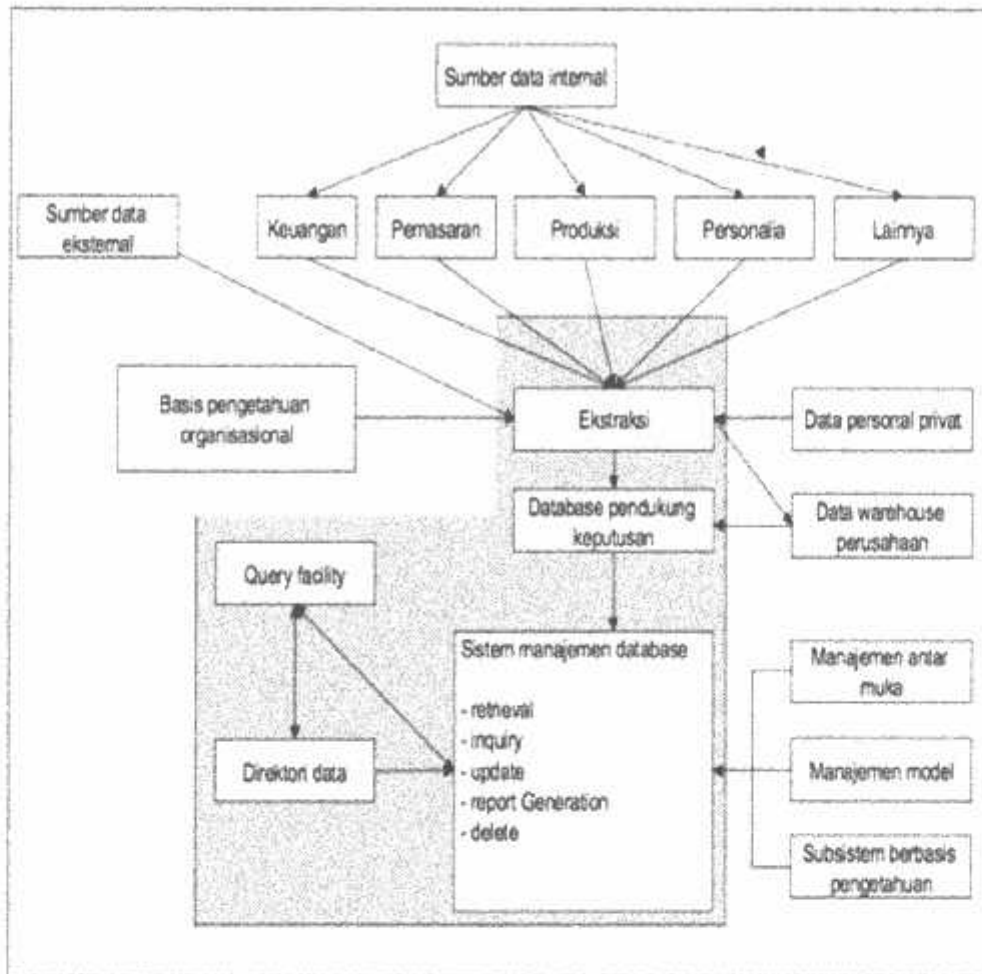 Sumber data internal
Sumber data
eksternal
Keuangan
Pemasaran
Produksi
Personalia
Lainnya
Basis pengetahuan
organisasional
Ekstraksi
Data personal privat
Database pendukung
keputusan
Data warehouse
perusahaan
Query facility
Sistem manajemen database
- retrieval
- inquiry
- update
- report Generation
- delete
Direktori data
Manajemen antar
muka
Manajemen model
Subsistem berbasis
pengetahuan